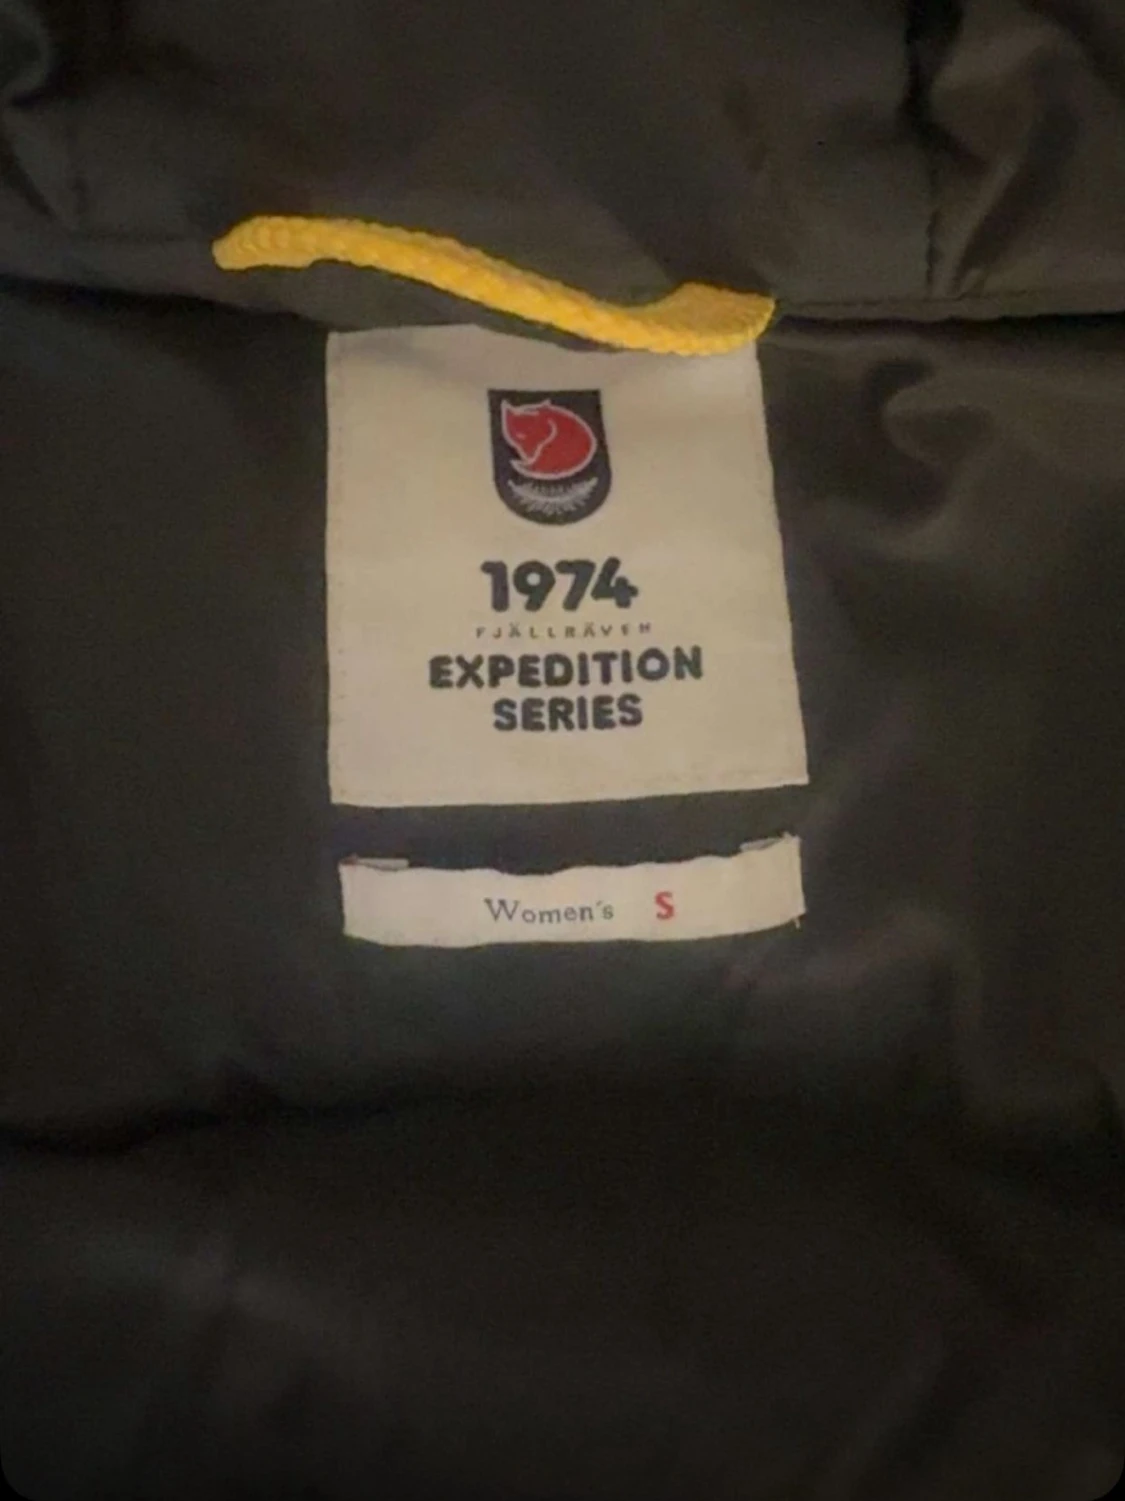 1974
FJÄLLRÄVEN
EXPEDITION
SERIES
Women's S